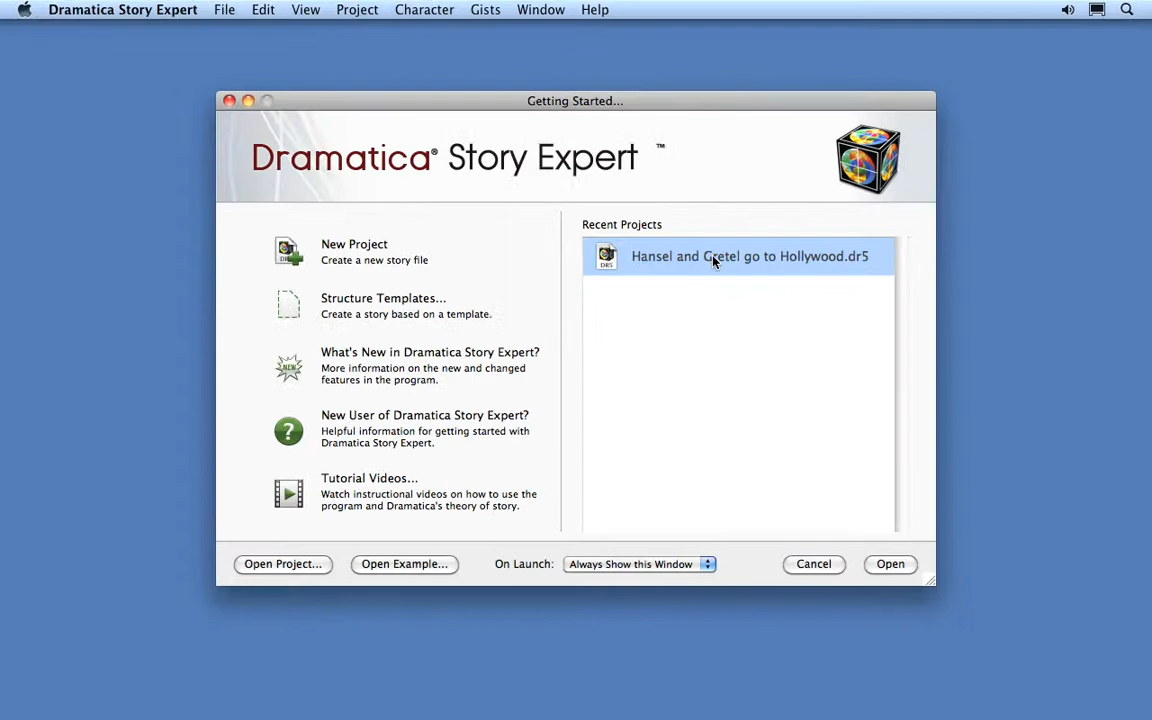 Dramatica Story Expert File Edit View Project Character Gists Window Help
Getting Started...
Dramatica® Story Expert ™
New Project
Create a new story file
Structure Templates...
Create a story based on a template.
What's New in Dramatica Story Expert?
More information on the new and changed
features in the program.
New User of Dramatica Story Expert?
Helpful information for getting started with
Dramatica Story Expert.
Tutorial Videos...
Watch instructional videos on how to use the
program and Dramatica's theory of story.
Recent Projects
Hansel and Gretel go to Hollywood.dr5
Open Project... Open Example... On Launch: Always Show this Window Cancel Open